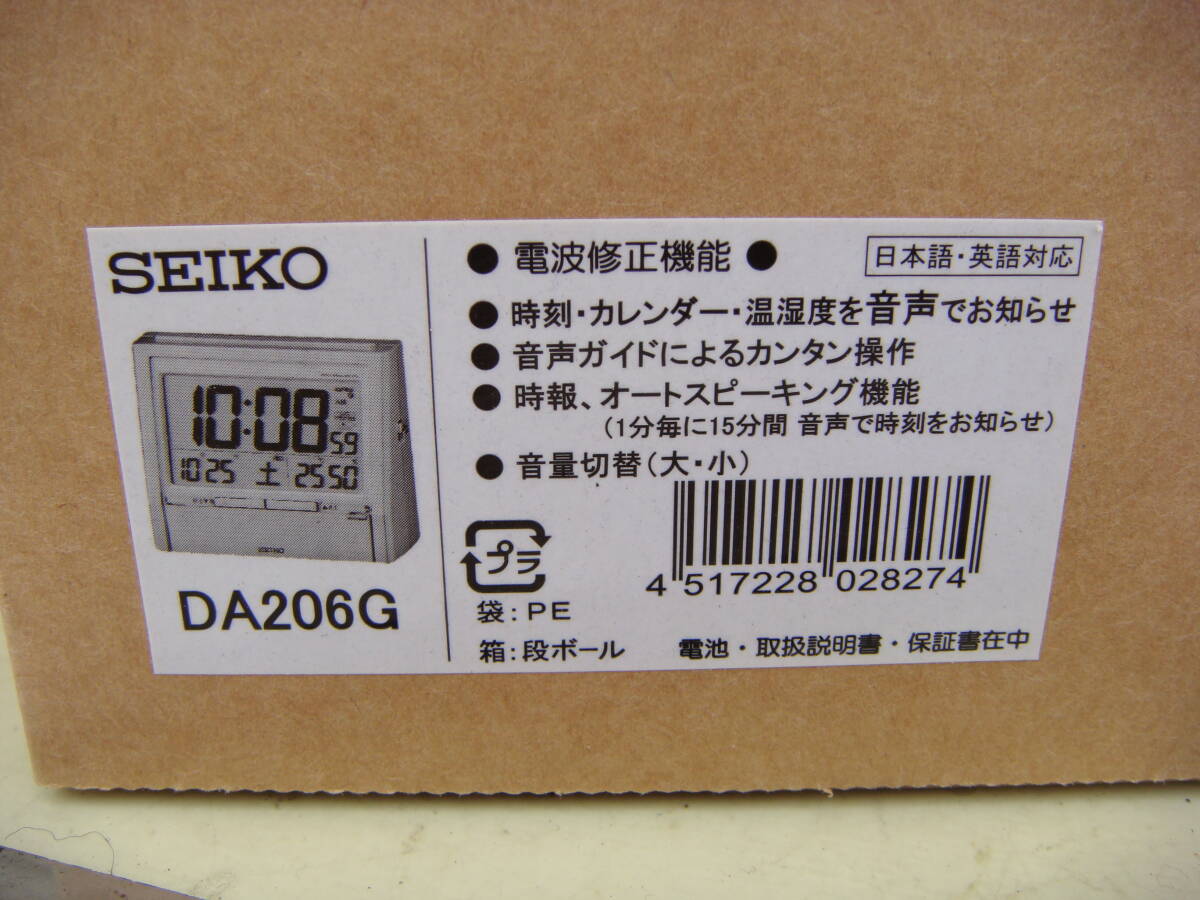 SEIKO
10:08 59
10 25 土 25 50
SEIKO
DA206G
● 電波修正機能 ●
日本語・英語対応
● 時刻・カレンダー・温湿度を音声でお知らせ
● 音声ガイドによるカンタン操作
● 時報、オートスピーキング機能
(1分毎に15分間 音声で時刻をお知らせ)
● 音量切替(大・小)
プラ
袋:PE
箱:段ボール
4 517228 028274
電池・取扱説明書・保証書在中